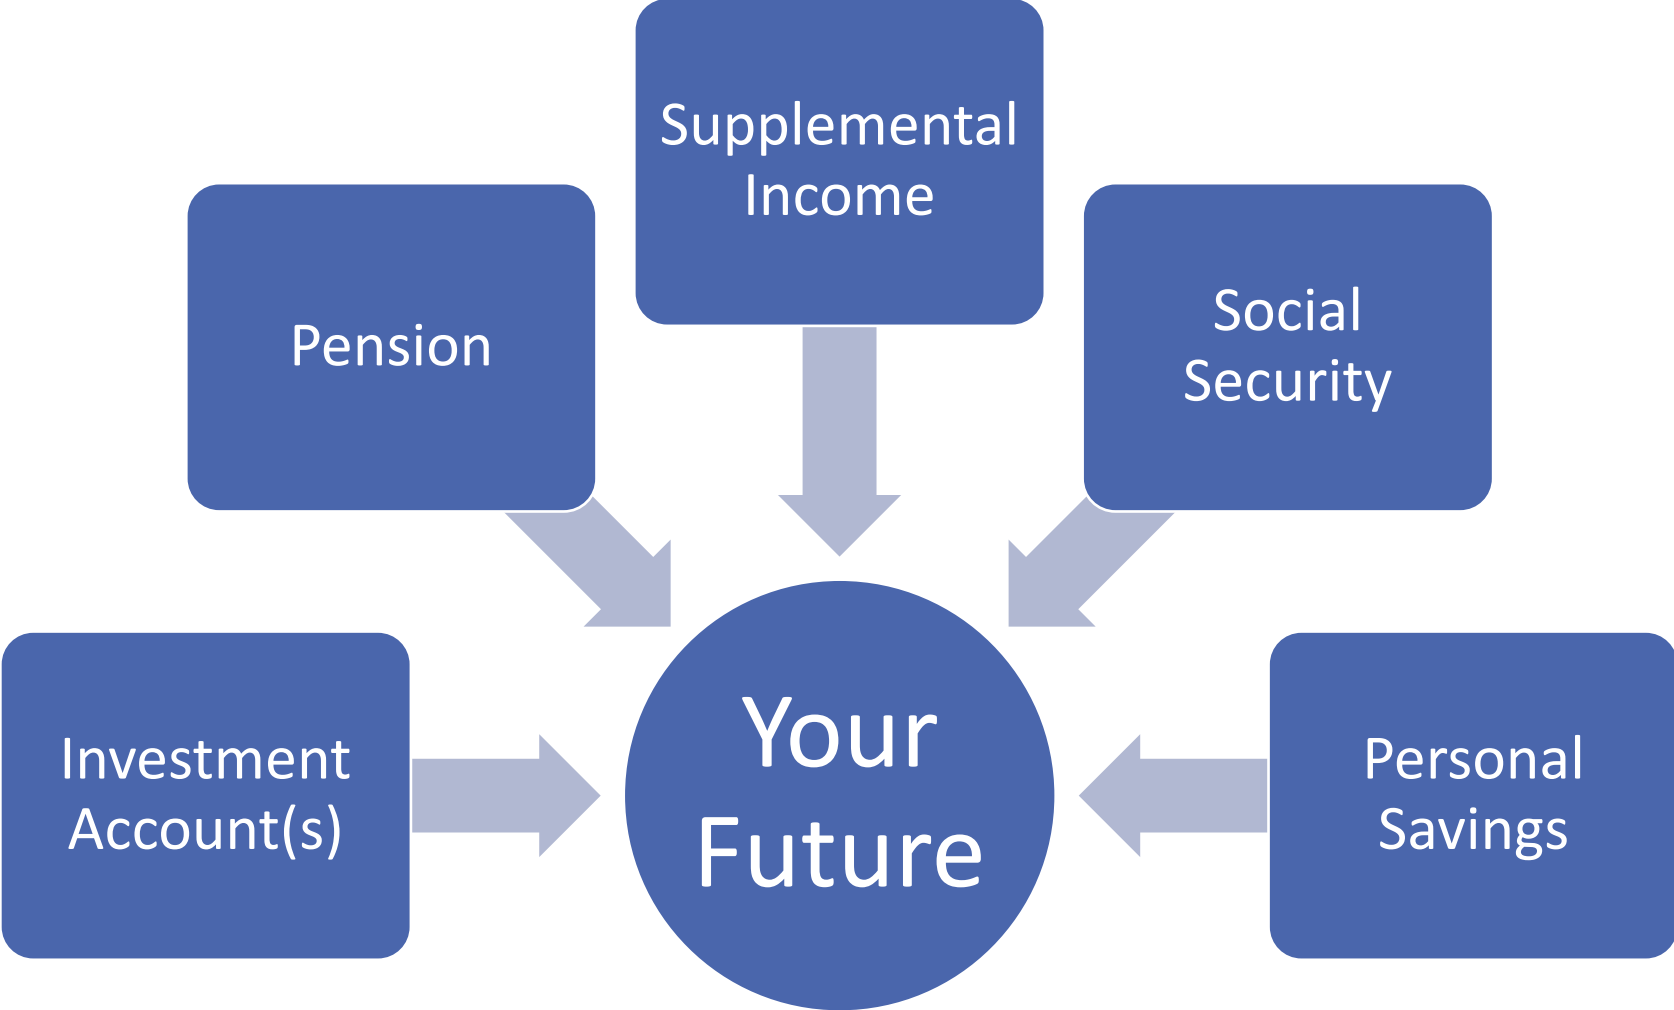 Supplemental
Income
Pension
Social
Security
Investment
Account(s)
Your
Future
Personal
Savings